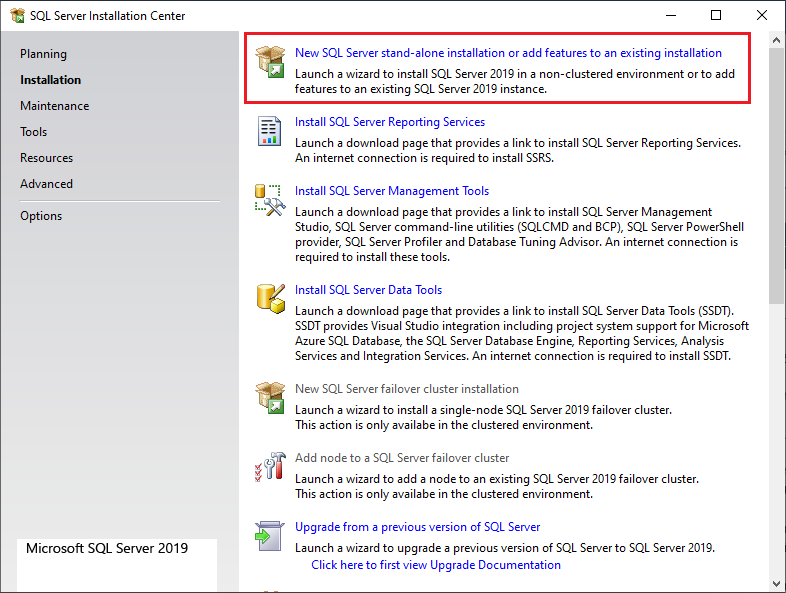 SQL Server Installation Center
Planning
Installation
Maintenance
Tools
Resources
Advanced
Options
Microsoft SQL Server 2019
New SQL Server stand-alone installation or add features to an existing installation
Launch a wizard to install SQL Server 2019 in a non-clustered environment or to add
features to an existing SQL Server 2019 instance.
Install SQL Server Reporting Services
Launch a download page that provides a link to install SQL Server Reporting Services.
An internet connection is required to install SSRS.
Install SQL Server Management Tools
Launch a download page that provides a link to install SQL Server Management
Studio, SQL Server command-line utilities (SQLCMD and BCP), SQL Server PowerShell
provider, SQL Server Profiler and Database Tuning Advisor. An internet connection is
required to install these tools.
Install SQL Server Data Tools
Launch a download page that provides a link to install SQL Server Data Tools (SSDT).
SSDT provides Visual Studio integration including project system support for Microsoft
Azure SQL Database, the SQL Server Database Engine, Reporting Services, Analysis
Services and Integration Services. An internet connection is required to install SSDT.
New SQL Server failover cluster installation
Launch a wizard to install a single-node SQL Server 2019 failover cluster.
This action is only availabe in the clustered environment.
Add node to a SQL Server failover cluster
Launch a wizard to add a node to an existing SQL Server 2019 failover cluster.
This action is only availabe in the clustered environment.
Upgrade from a previous version of SQL Server
Launch a wizard to upgrade a previous version of SQL Server to SQL Server 2019.
Click here to first view Upgrade Documentation